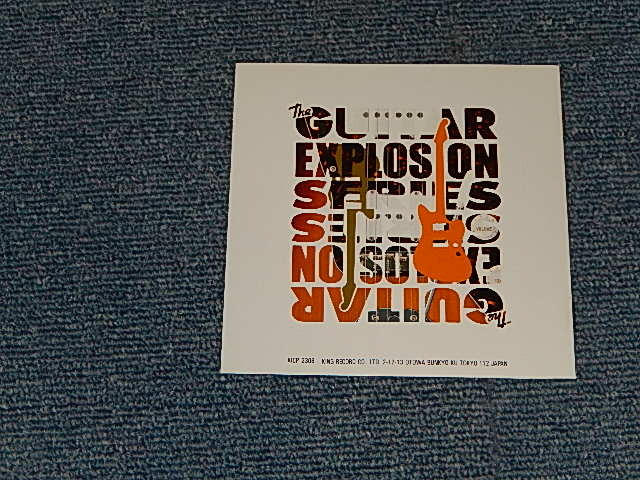 The GUITAR
EXPLOSION
SERIES
SERIES
The GUITAR
KICP 2308 KING RECORD CO., LTD. 2-12-13 OTOWA BUNKYO-KU TOKYO 112 JAPAN